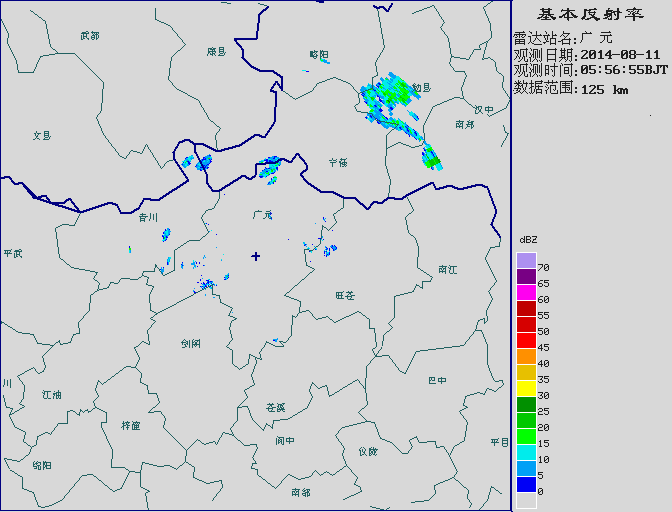 基本反射率
雷达站名:广 元
观测日期:2014-08-11
观测时间:05:56:55BJT
数据范围:125 km
武都
康县
略阳
勉县
汉中
南郑
文县
宁强
青川
广元
平武
南江
旺苍
剑阁
川
江油
巴中
苍溪
梓潼
阆中
仪陇
平昌
绵阳
南部
dBZ
70
65
60
55
50
45
40
35
30
25
20
15
10
5
0